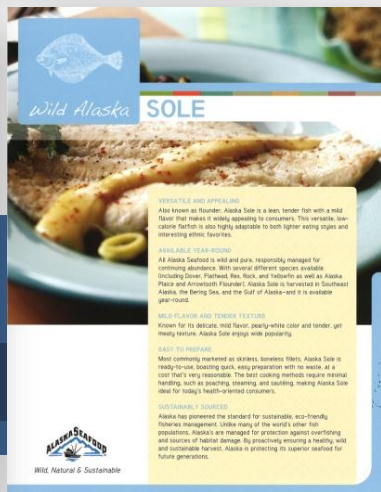 Wild Alaska SOLE
VERSATILE AND APPEALING
Also known as flounder, Alaska Sole is a lean, tender fish with a mild
flavor that makes it widely appealing to consumers. This versatile, low-
calorie flatfish is also highly adaptable to both lighter eating styles and
interesting ethnic favorites.
AVAILABLE YEAR-ROUND
All Alaska Seafood is wild and pure, responsibly managed for
continuing abundance. With several different species available
(including Dover, Flathead, Rex, Rock, and Yellowfin as well as Alaska
Plaice and Arrowtooth Flounder), Alaska Sole is harvested in Southeast
Alaska, the Bering Sea, and the Gulf of Alaska–and it is available
year-round.
MILD FLAVOR AND TENDER TEXTURE
Known for its delicate, mild flavor, pearly-white color and tender, yet
meaty texture, Alaska Sole enjoys wide popularity.
EASY TO PREPARE
Most commonly marketed as skinless, boneless fillets, Alaska Sole is
ready-to-use, boasting quick, easy preparation with no waste, at a
cost that's very reasonable. The best cooking methods require minimal
handling, such as poaching, steaming, and sautéing, making Alaska Sole
ideal for today's health-oriented consumers.
SUSTAINABLY SOURCED
Alaska has pioneered the standard for sustainable, eco-friendly
fisheries management. Unlike many of the world's other fish
populations, Alaska's are managed for protection against overfishing
and sources of habitat damage. By proactively ensuring a healthy, wild
and sustainable harvest, Alaska is protecting its superior seafood for
future generations.
ALASKA SEAFOOD
Wild, Natural & Sustainable